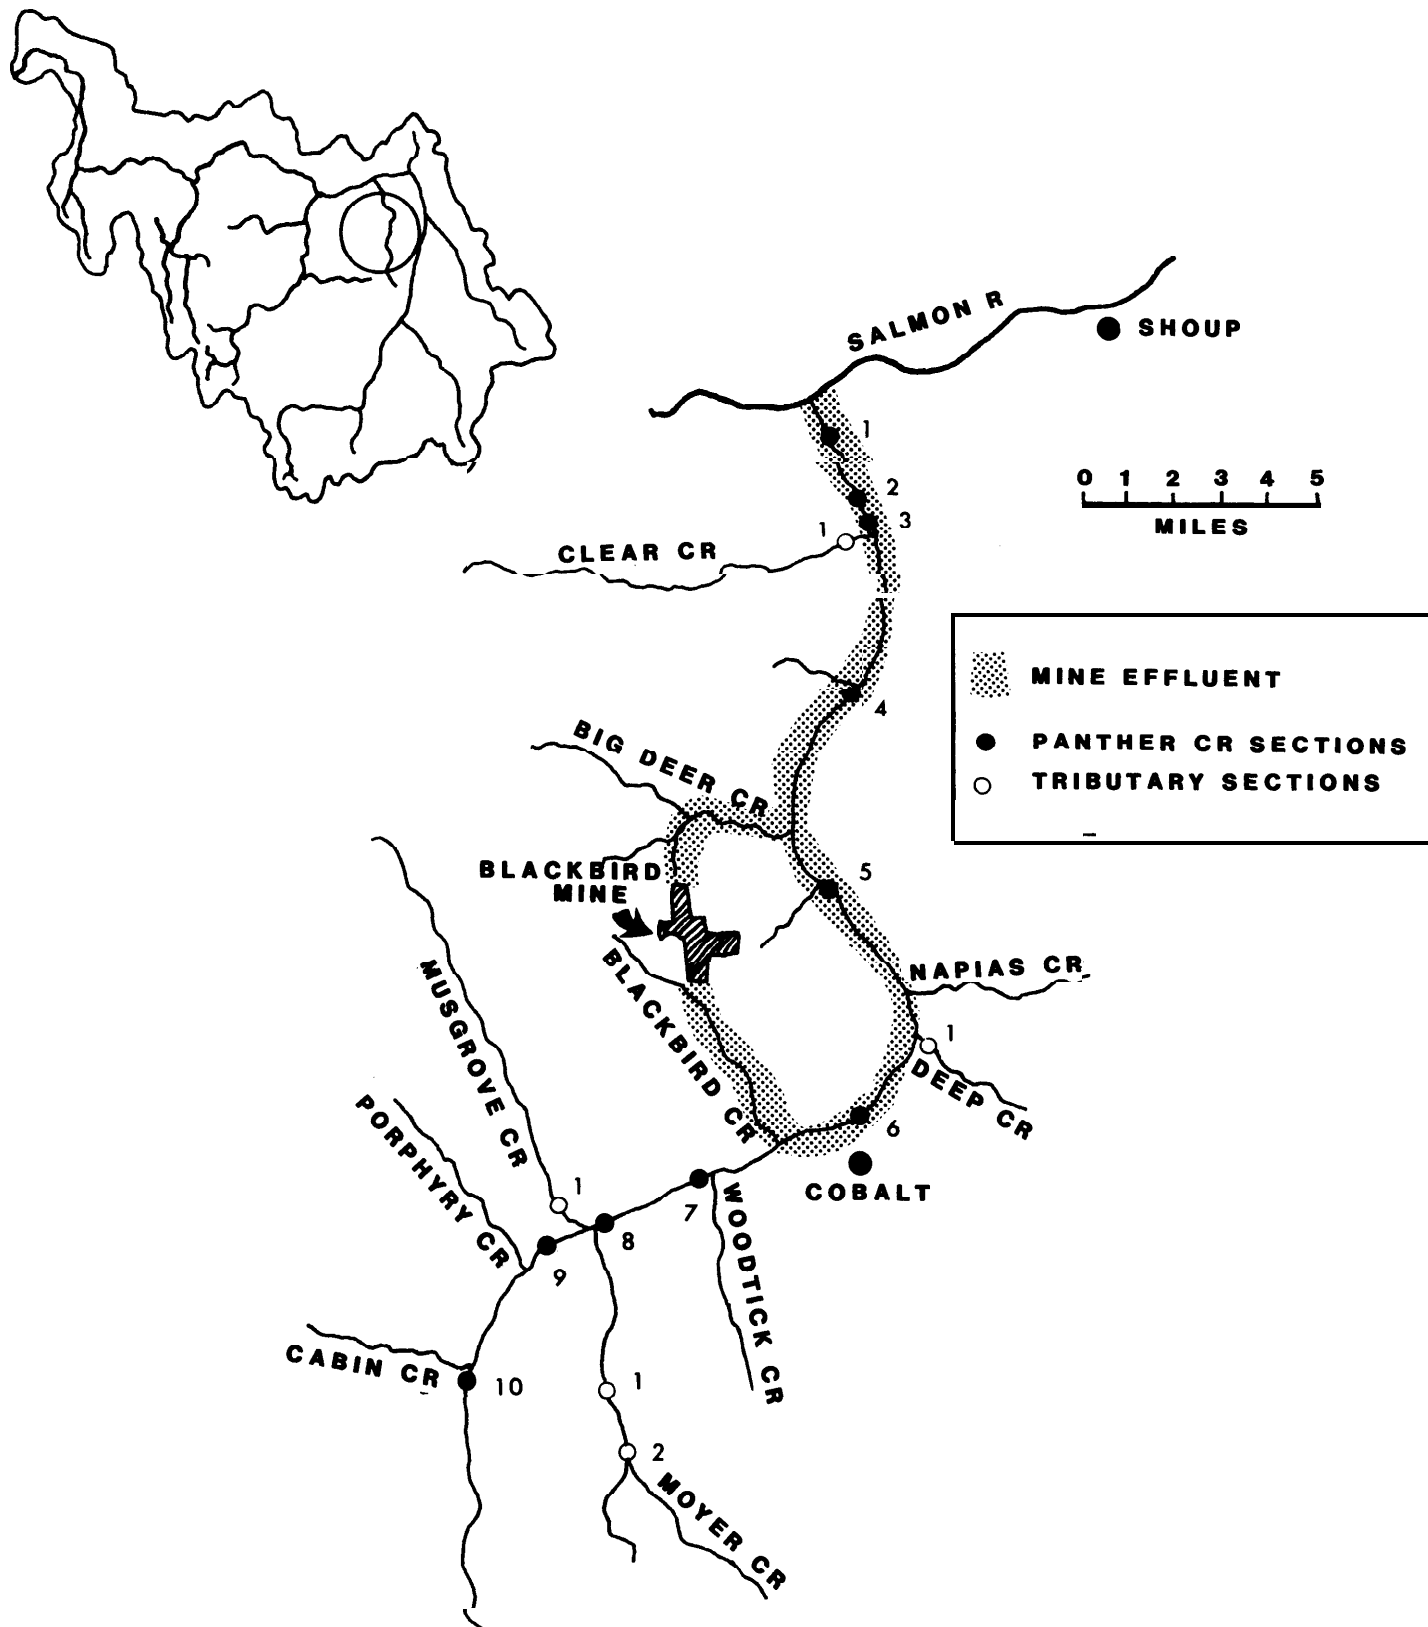 SALMON R
SHOUP
1
0 1 2 3 4 5
MILES
2
3
1
CLEAR CR
MINE EFFLUENT
PANTHER CR SECTIONS
TRIBUTARY SECTIONS
4
BIG DEER CR
BLACKBIRD
MINE
5
NAPIAS CR
BLACKBIRD CR
MUSGROVE CR
1
DEEP CR
PORPHYRY CR
6
COBALT
1
7
WOODTICK CR
8
9
CABIN CR
10
1
2
MOYER CR